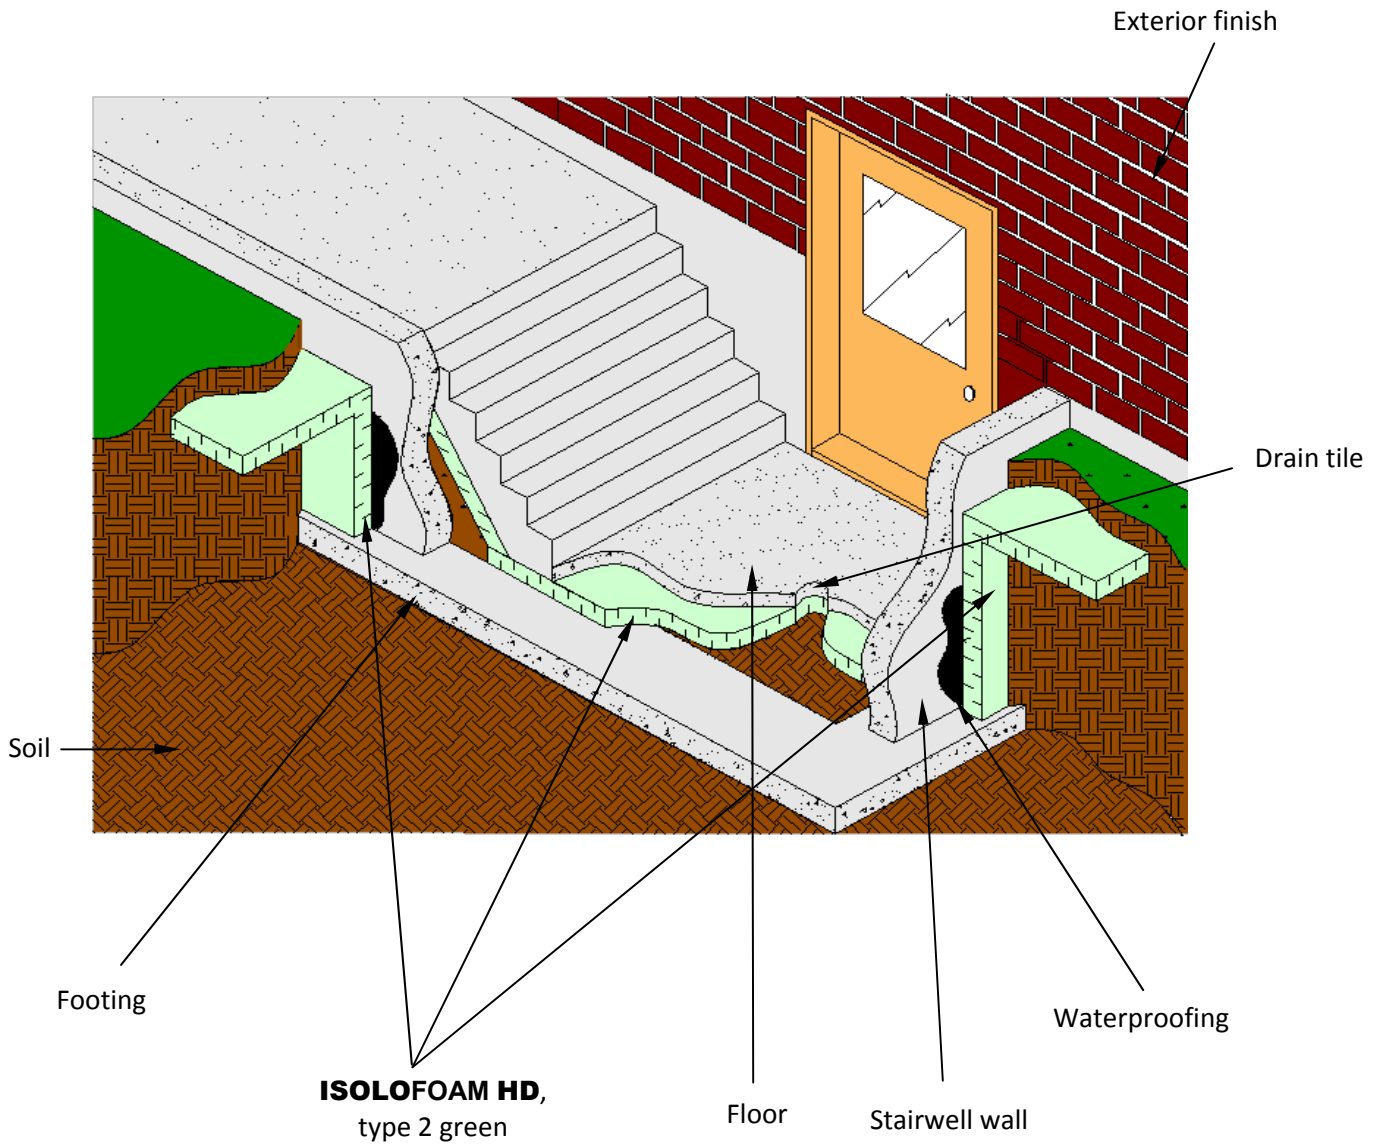 Exterior finish
Drain tile
Soil
Footing
Waterproofing
ISOLOFOAM HD,
type 2 green
Floor
Stairwell wall